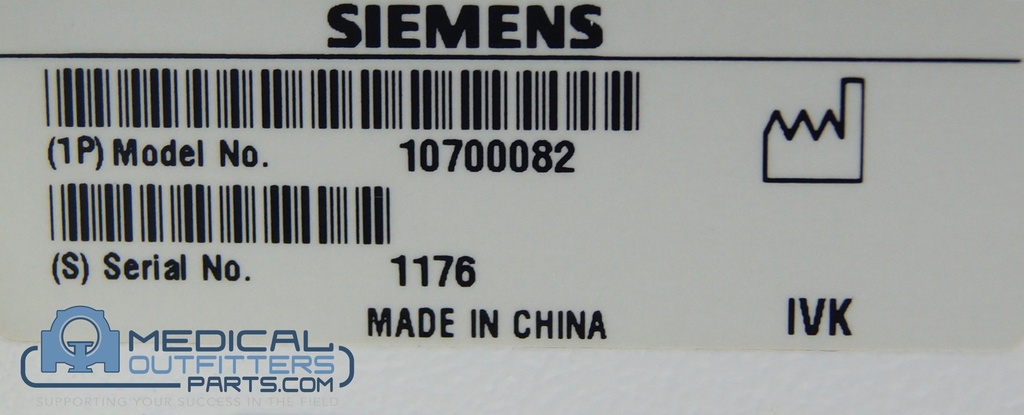 SIEMENS
(1P) Model No. 10700082
(S) Serial No. 1176
MADE IN CHINA IVK
MEDICAL
OUTFITTERS
PARTS.COM
SUPPORTING YOUR SUCCESS IN THE FIELD